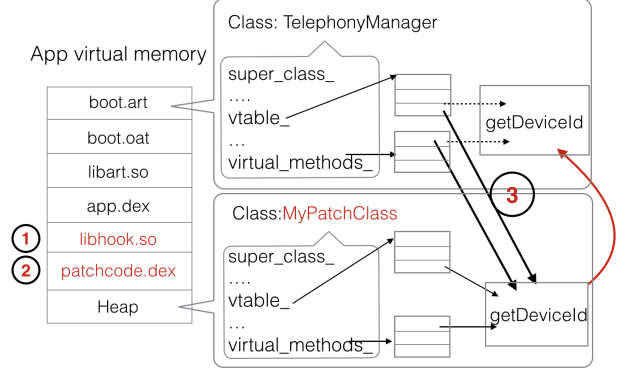 App virtual memory
boot.art
boot.oat
libart.so
app.dex
1 libhook.so
2 patchcode.dex
Heap
Class: TelephonyManager
super_class_
....
vtable_
...
virtual_methods_
getDeviceId
3
Class:MyPatchClass
super_class_
....
vtable_
...
virtual_methods_
getDeviceId